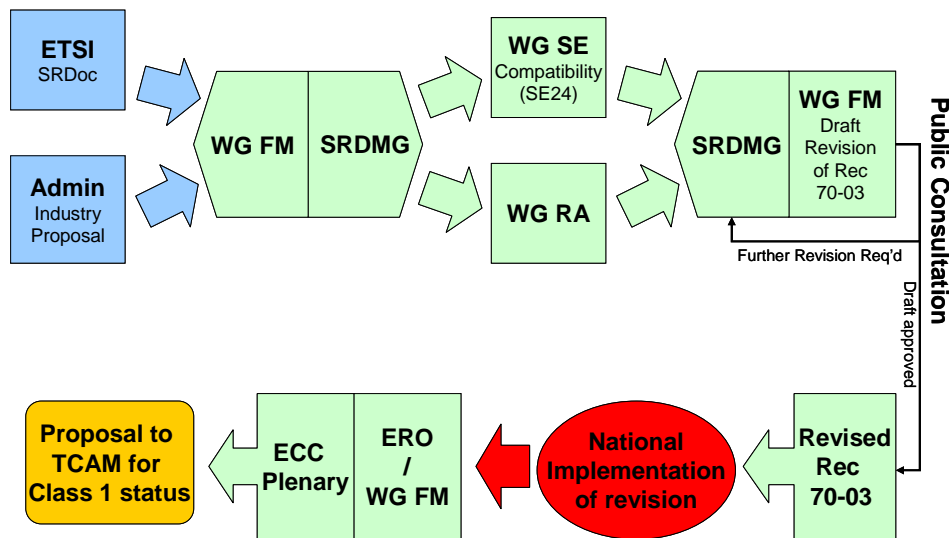 ETSI
SRDoc
Admin
Industry
Proposal
WG FM
SRDMG
WG SE
Compatibility
(SE24)
WG RA
SRDMG
WG FM
Draft
Revision
of Rec
70-03
Public Consultation
Further Revision Req'd
Draft approved
Revised
Rec
70-03
National
Implementation
of revision
ERO
/
WG FM
ECC
Plenary
Proposal to
TCAM for
Class 1 status